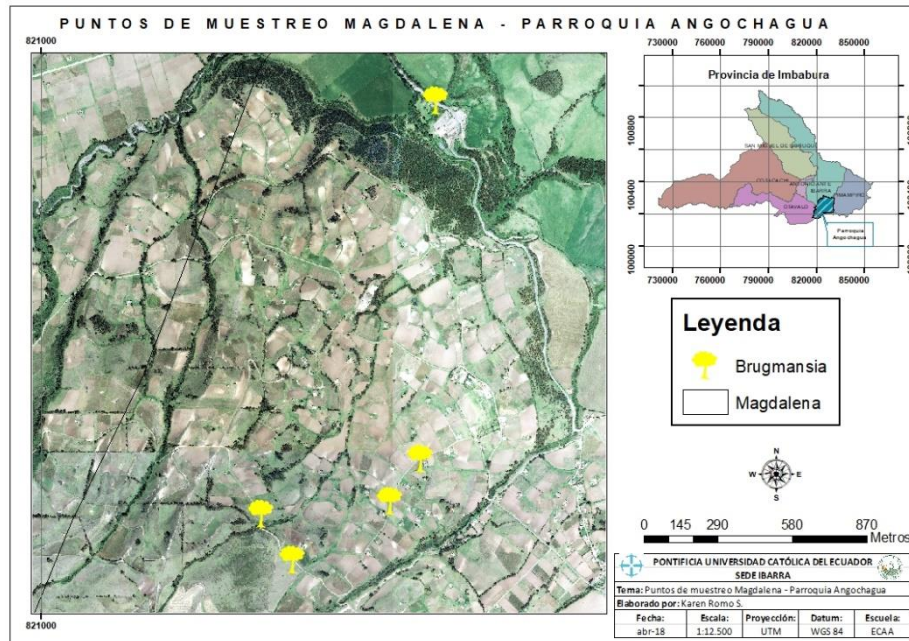 PUNTOS DE MUESTREO MAGDALENA - PARROQUIA ANGOCHAGUA
821000
730000 760000 790000 820000 850000
Provincia de Imbabura
100800
100400
100000
SAN MIGUEL DE URCUQUI
COTACACHI
ANTONIO ANTE
IBARRA
OTAVALO
Parroquia
Angochagua
730000 760000 790000 820000 850000
Leyenda
Brugmansia
Magdalena
N
W E
S
0 145 290 580 870
Metros
PONTIFICIA UNIVERSIDAD CATÓLICA DEL ECUADOR
SEDE IBARRA
Tema: Puntos de muestreo Magdalena - Parroquia Angochagua
Elaborado por: Karen Romo S.
Fecha: Escala: Proyección: Datum: Escuela:
abr-18 1:12.500 UTM WGS 84 ECAA
821000